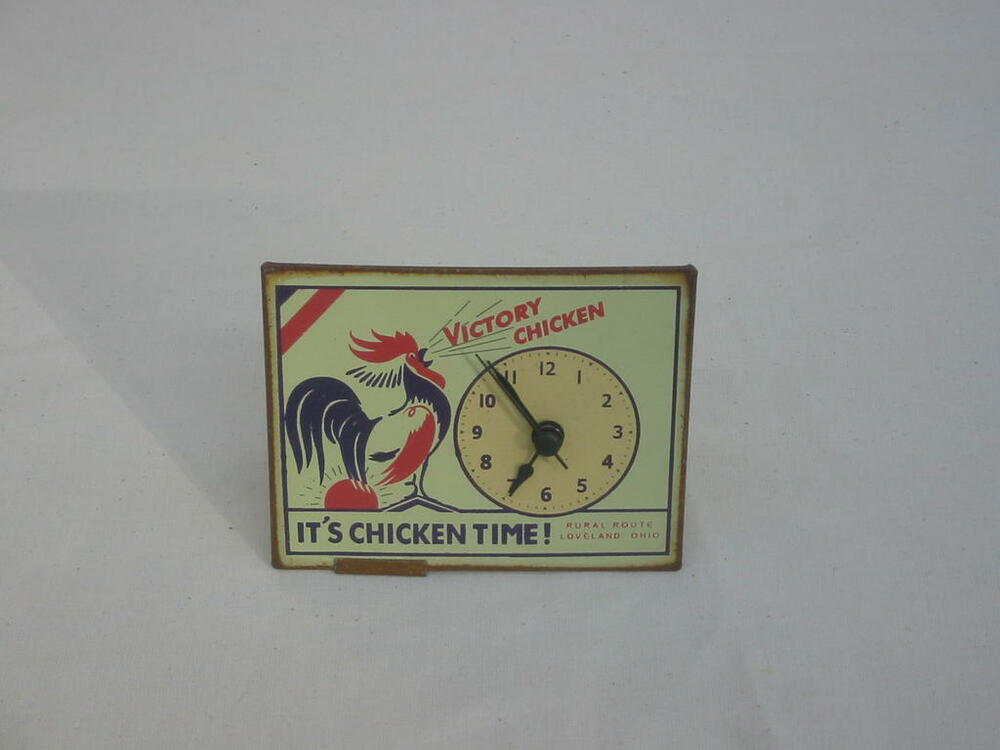 VICTORY
CHICKEN
12
11
1
10
2
9
3
8
4
7
5
6
IT'S CHICKEN TIME!
RURAL ROUTE
LOVELAND OHIO